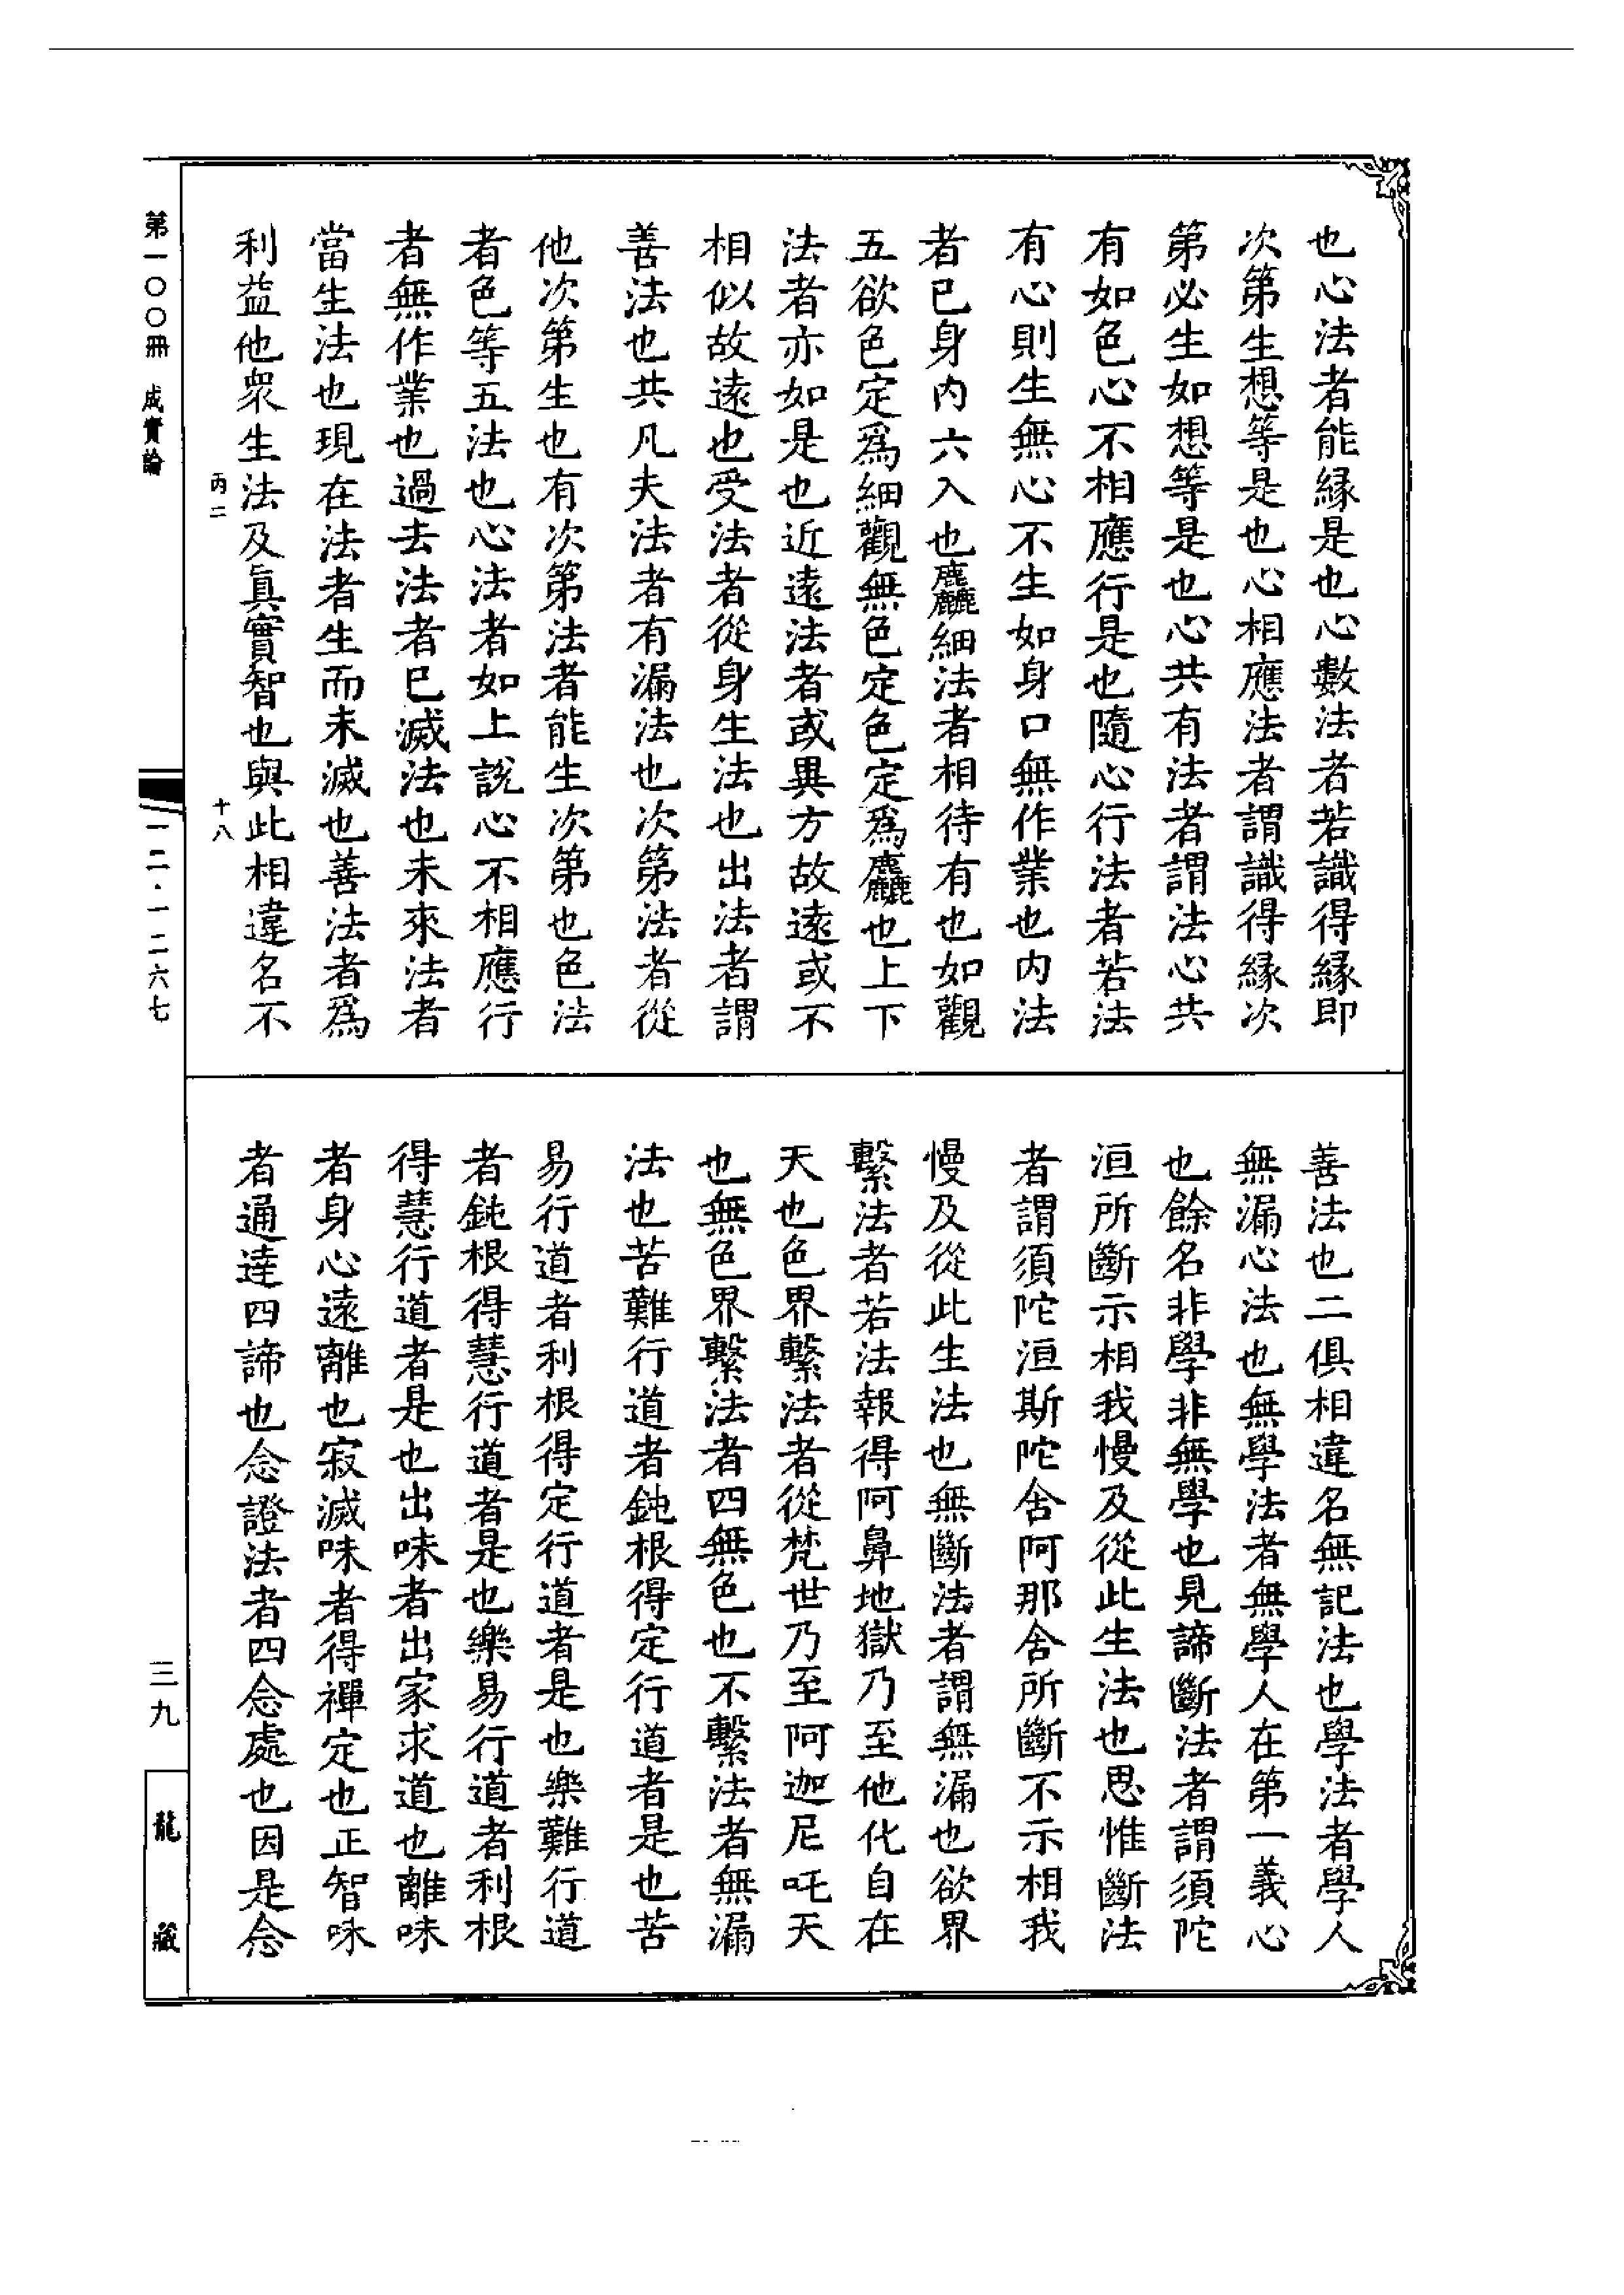 也心法者能縁是也心數法者若識得縁即
次第生想等是也心相應法者謂識得縁次
第必生如想等是也心共有法者謂法心共
有如色心不相應行是也隨心行法者若法
有心則生無心不生如身口無作業也内法
者巳身内六入也麤細法者相待有也如觀
五欲色定爲細觀無色定色定爲麤也上下
法者亦如是也近遠法者或異方故遠或不
相似故遠也受法者從身生法也出法者謂
善法也共凡夫法者有漏法也次第法者從
他次第生也有次第法者能生次第也色法
者色等五法也心法者如上說心不相應行
者無作業也過去法者巳滅法也未來法者
當生法也現在法者生而未滅也善法者爲
利益他衆生法及眞實智也與此相違名不
丙二
十八
善法也二俱相違名無記法也學法者學人
無漏心法也無學法者無學人在第一義心
也餘名非學非無學也見諦斷法者謂須陀
洹所斷示相我慢及從此生法也思惟斷法
者謂須陀洹斯陀含阿那含所斷不示相我
慢及從此生法也無斷法者謂無漏也欲界
繫法者若法報得阿鼻地獄乃至他化自在
天也色界繫法者從梵世乃至阿迦尼吒天
也無色界繫法者四無色也不繫法者無漏
法也苦難行道者鈍根得定行道者是也苦
易行道者利根得定行道者是也樂難行道
者鈍根得慧行道者是也樂易行道者利根
得慧行道者是也出味者出家求道也離味
者身心遠離也寂滅味者得禪定也正智味
者通達四諦也念證法者四念處也因是念
第一〇〇冊 成實論
一二·一二六七
三九
龍藏